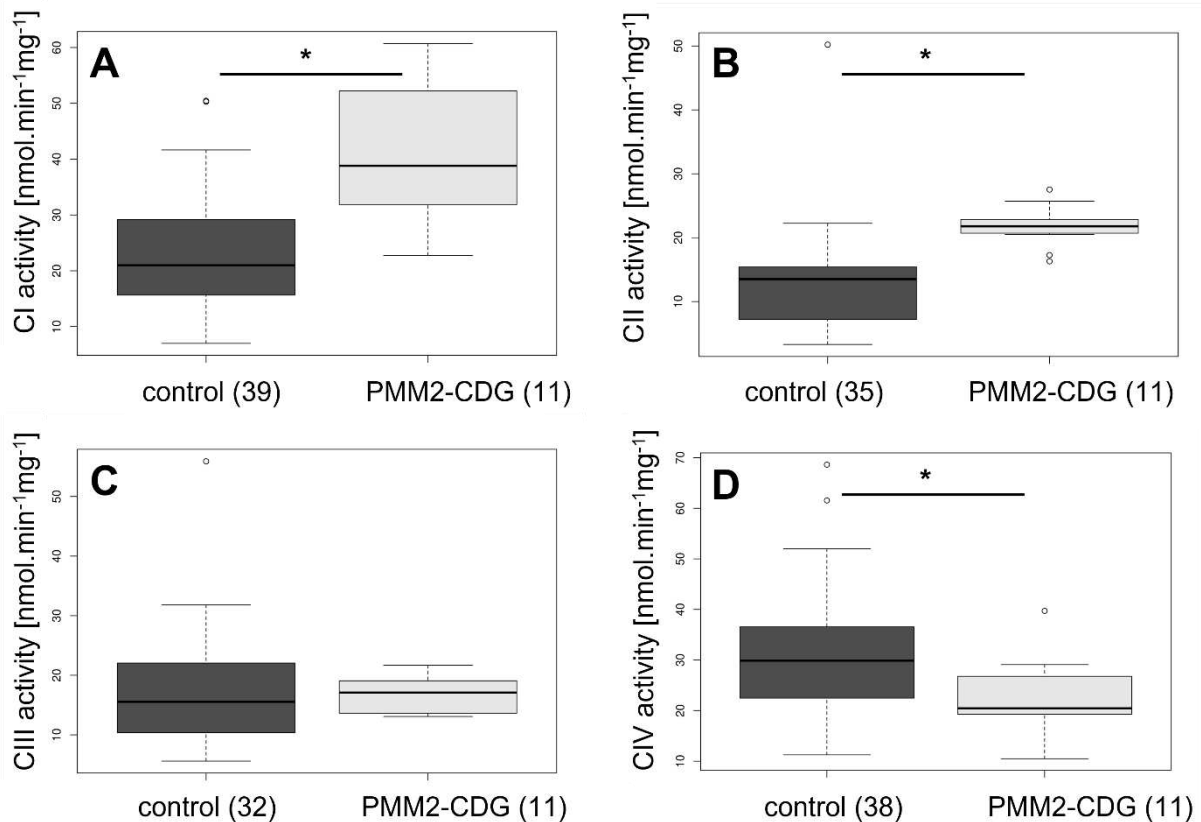 A
*
CI activity [nmol.min⁻¹mg⁻¹]
60
50
40
30
20
10
control (39)
PMM2-CDG (11)
B
*
CII activity [nmol.min⁻¹mg⁻¹]
50
40
30
20
10
control (35)
PMM2-CDG (11)
C
CIII activity [nmol.min⁻¹mg⁻¹]
50
40
30
20
10
control (32)
PMM2-CDG (11)
D
*
CIV activity [nmol.min⁻¹mg⁻¹]
70
60
50
40
30
20
10
control (38)
PMM2-CDG (11)